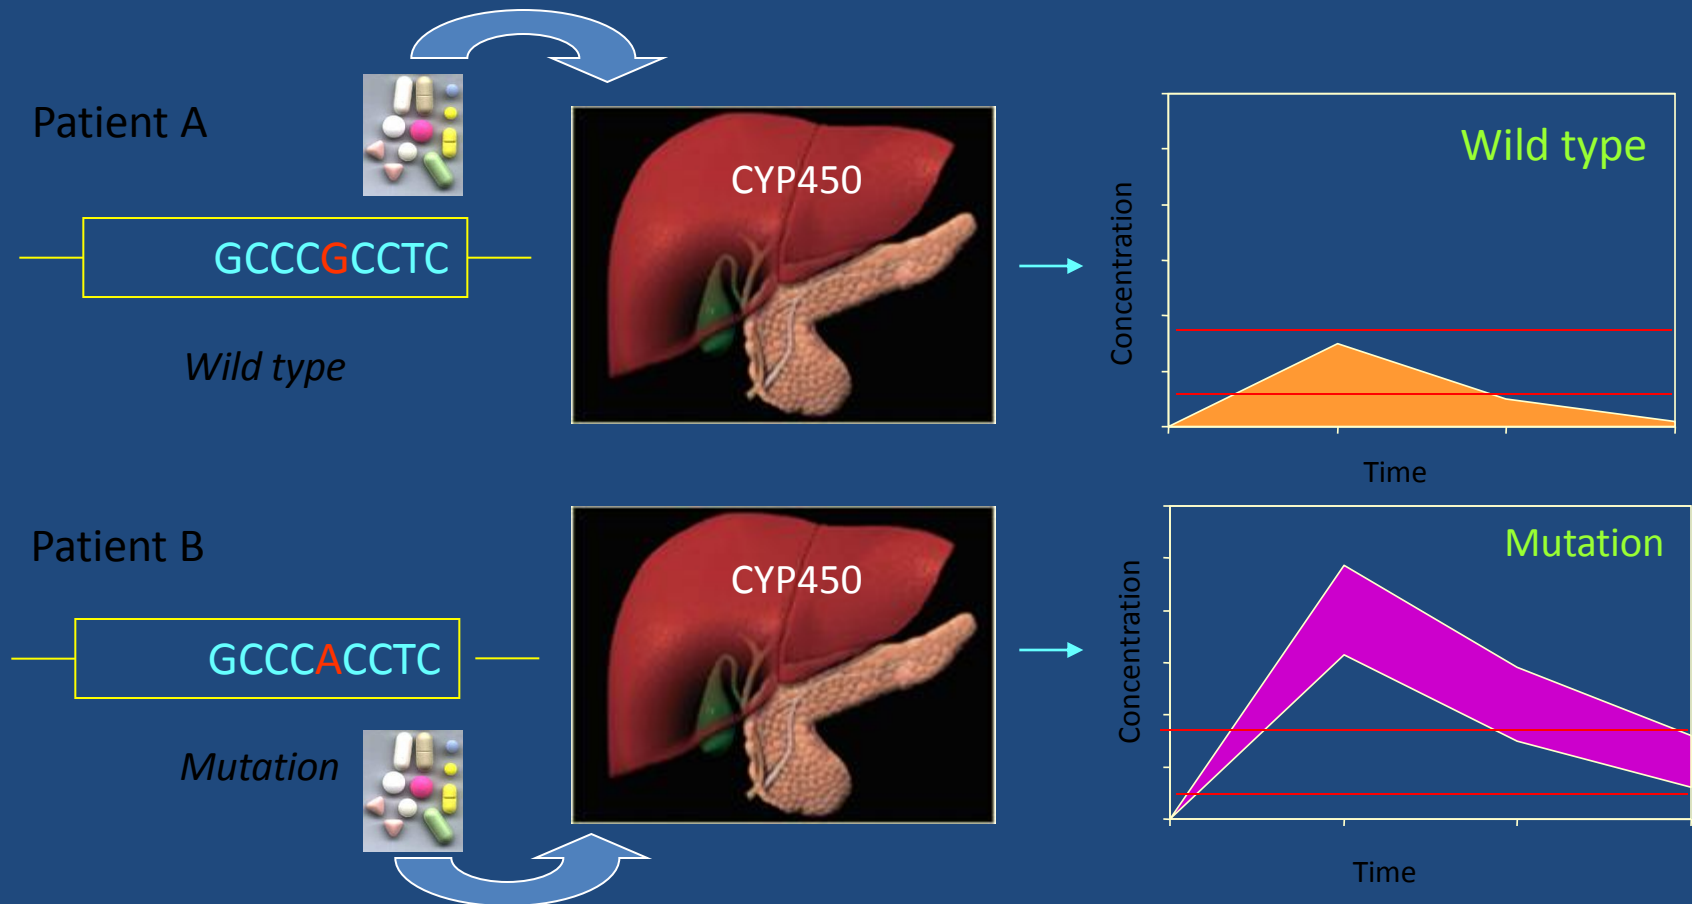 Patient A
GCCCGCCTC
Wild type
CYP450
Concentration
Wild type
Time
Patient B
GCCCACCTC
Mutation
CYP450
Concentration
Mutation
Time